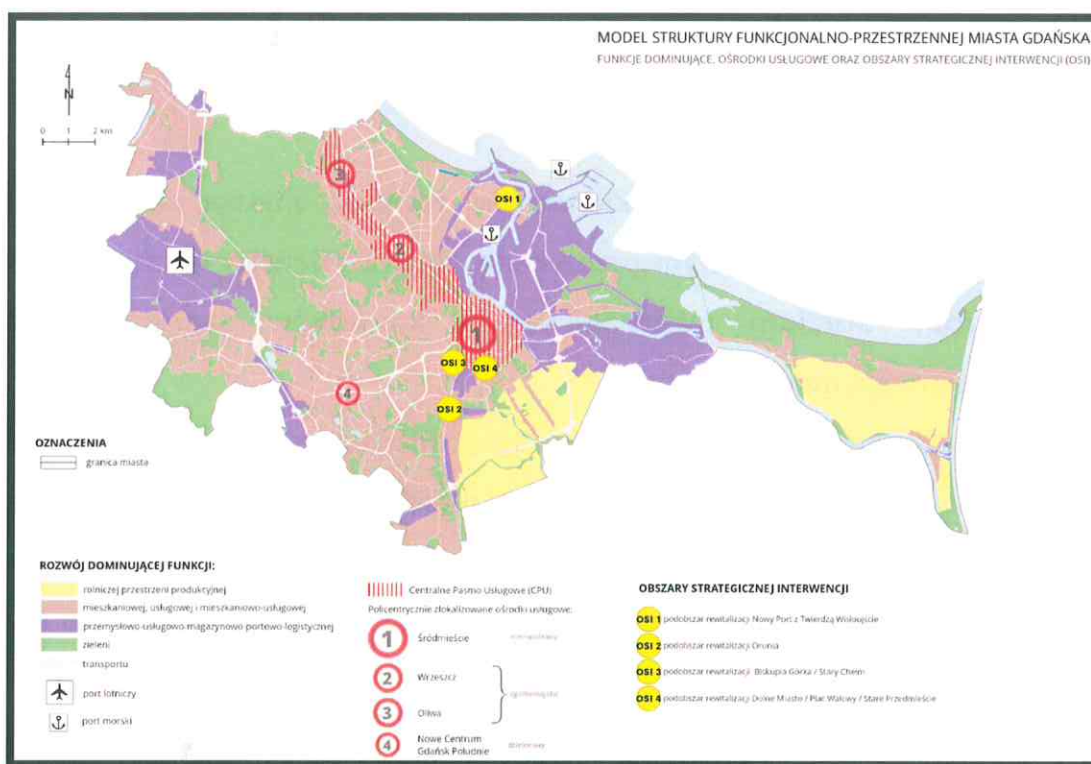 MODEL STRUKTURY FUNKCJONALNO-PRZESTRZENNEJ MIASTA GDAŃSKA
FUNKCJE DOMINUJĄCE, OŚRODKI USŁUGOWE ORAZ OBSZARY STRATEGICZNEJ INTERWENCJI (OSI)
N
0 1 2 km
3
OSI 1
2
1
OSI 3
OSI 4
4
OSI 2
OZNACZENIA
granica miasta
ROZWÓJ DOMINUJĄCEJ FUNKCJI:
rolniczej przestrzeni produkcyjnej
mieszkaniowej, usługowej i mieszkaniowo-usługowej
przemysłowo-usługowo-magazynowo-portowo-logistycznej
zieleni
transportu
port lotniczy
port morski
Centralne Pasmo Usługowe (CPU)
Policentrycznie zlokalizowane ośrodki usługowe:
1 Śródmieście
2 Wrzeszcz
3 Oliwa
ogólnomiejskie
4 Nowe Centrum
Gdańsk Południe
dzielnicowy
OBSZARY STRATEGICZNEJ INTERWENCJI
OSI 1 podobszar rewitalizacji Nowy Port z Twierdzą Wisłoujście
OSI 2 podobszar rewitalizacji Orunia
OSI 3 podobszar rewitalizacji Biskupia Górka / Stary Chełm
OSI 4 podobszar rewitalizacji Dolne Miasto / Plac Wałowy / Stare Przedmieście